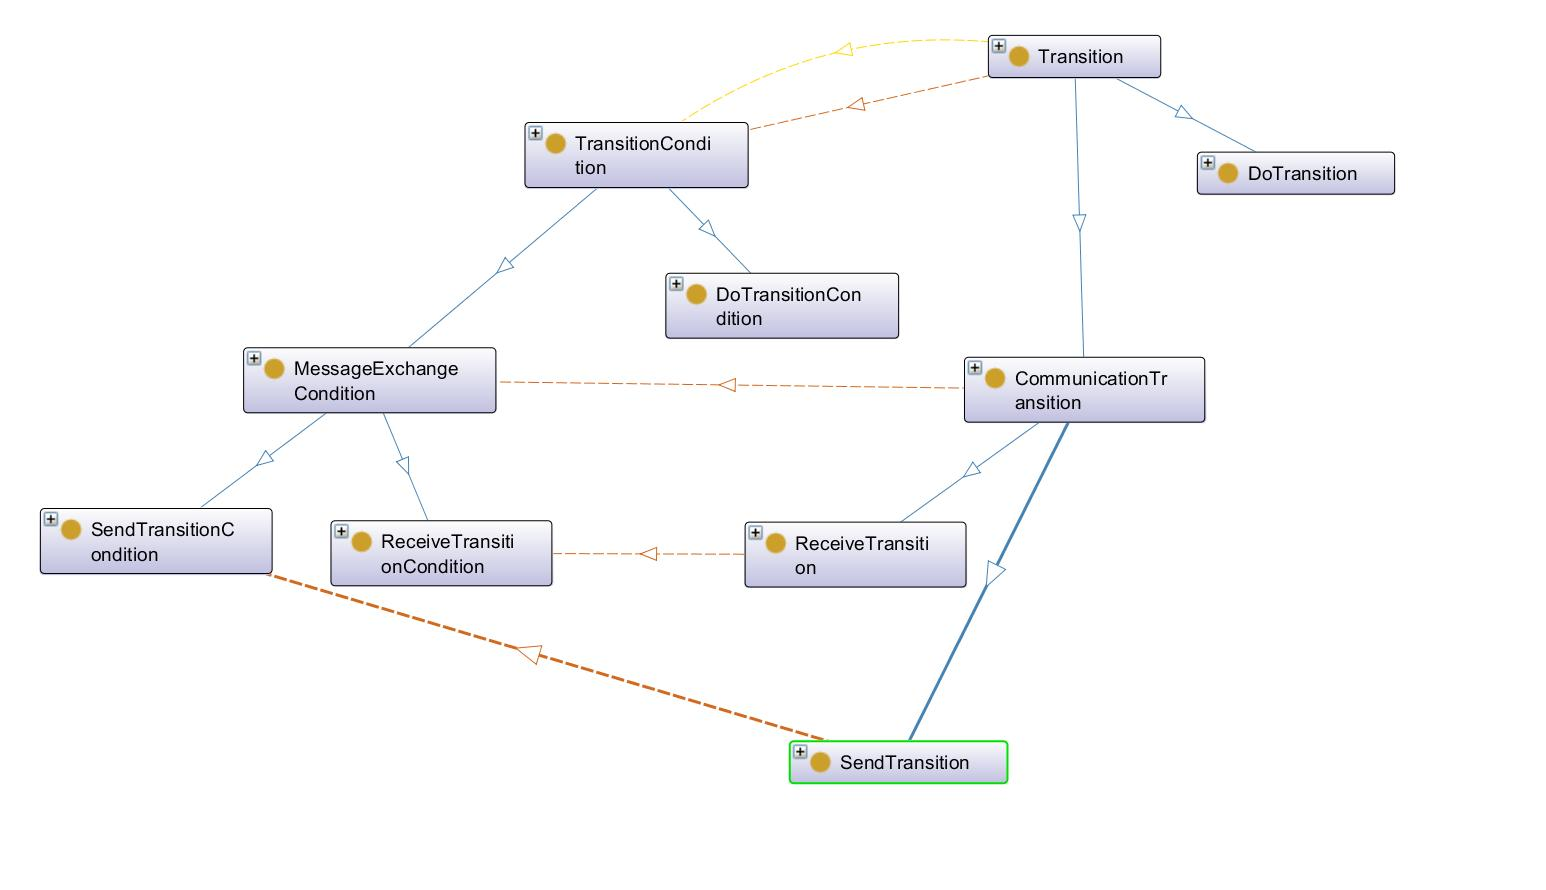 Transition
TransitionCondi
tion
DoTransition
DoTransitionCon
dition
MessageExchange
Condition
CommunicationTr
ansition
SendTransitionC
ondition
ReceiveTransiti
onCondition
ReceiveTransiti
on
SendTransition